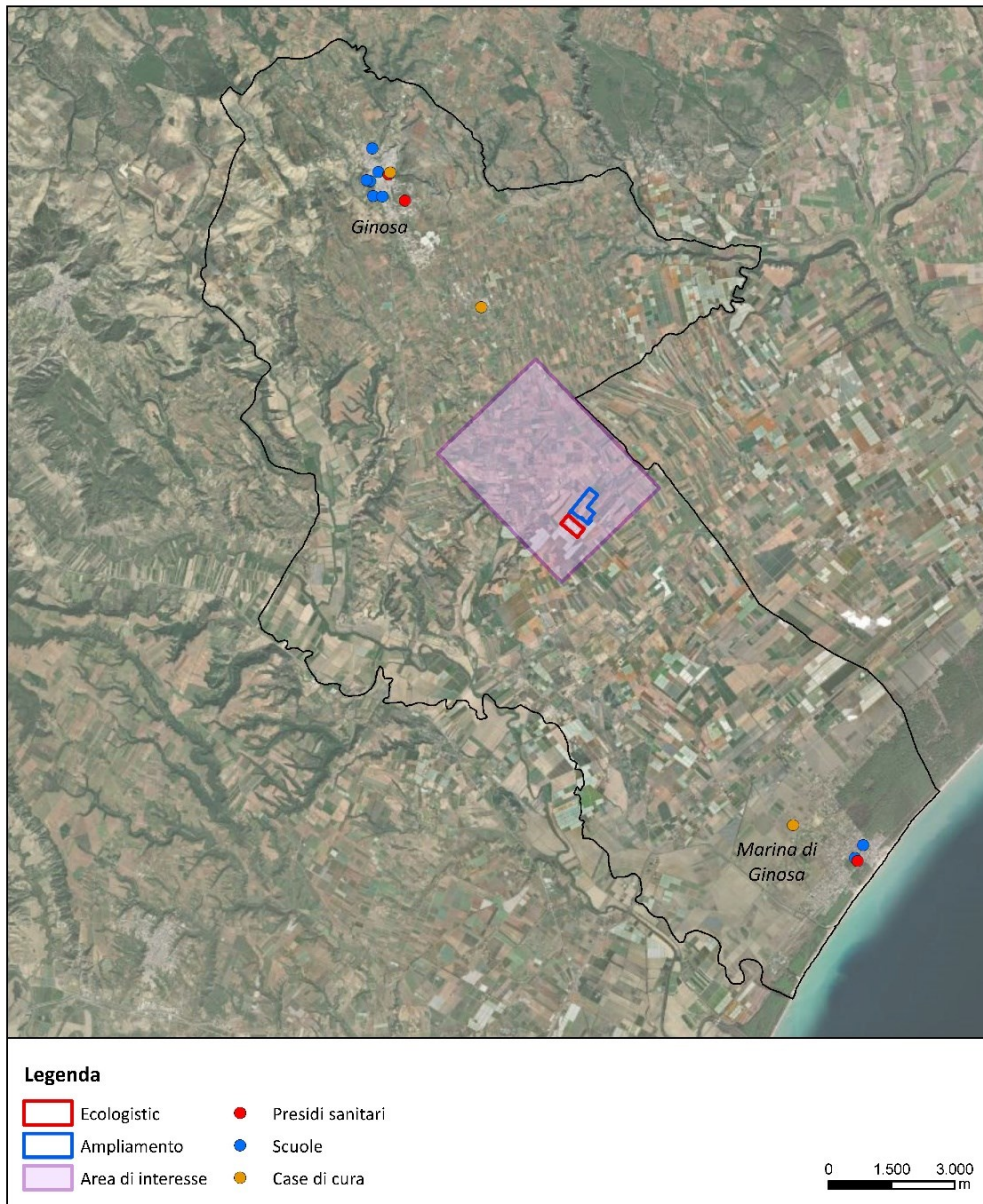 Ginosa
Marina di
Ginosa
Legenda
Ecologistic
Presidi sanitari
Ampliamento
Scuole
Area di interesse
Case di cura
0 1.500 3.000
m